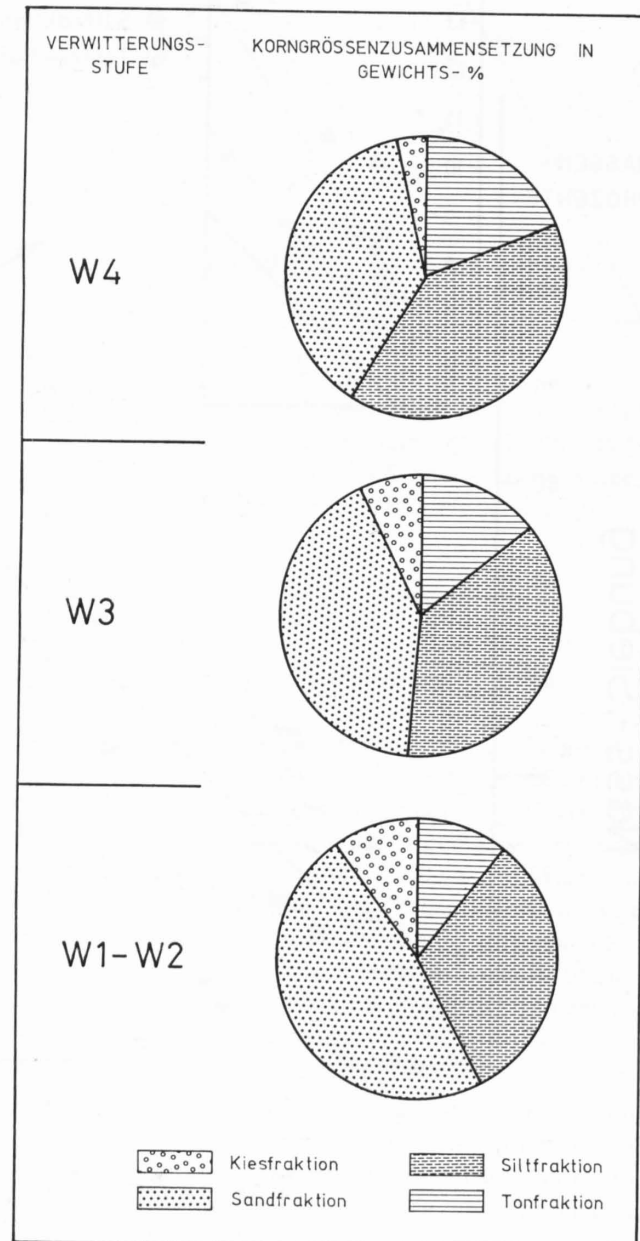 VERWITTERUNGS-
STUFE
KORNGRÖSSENZUSAMMENSETZUNG IN
GEWICHTS- %
W4
W3
W1-W2
Kiesfraktion
Siltfraktion
Sandfraktion
Tonfraktion